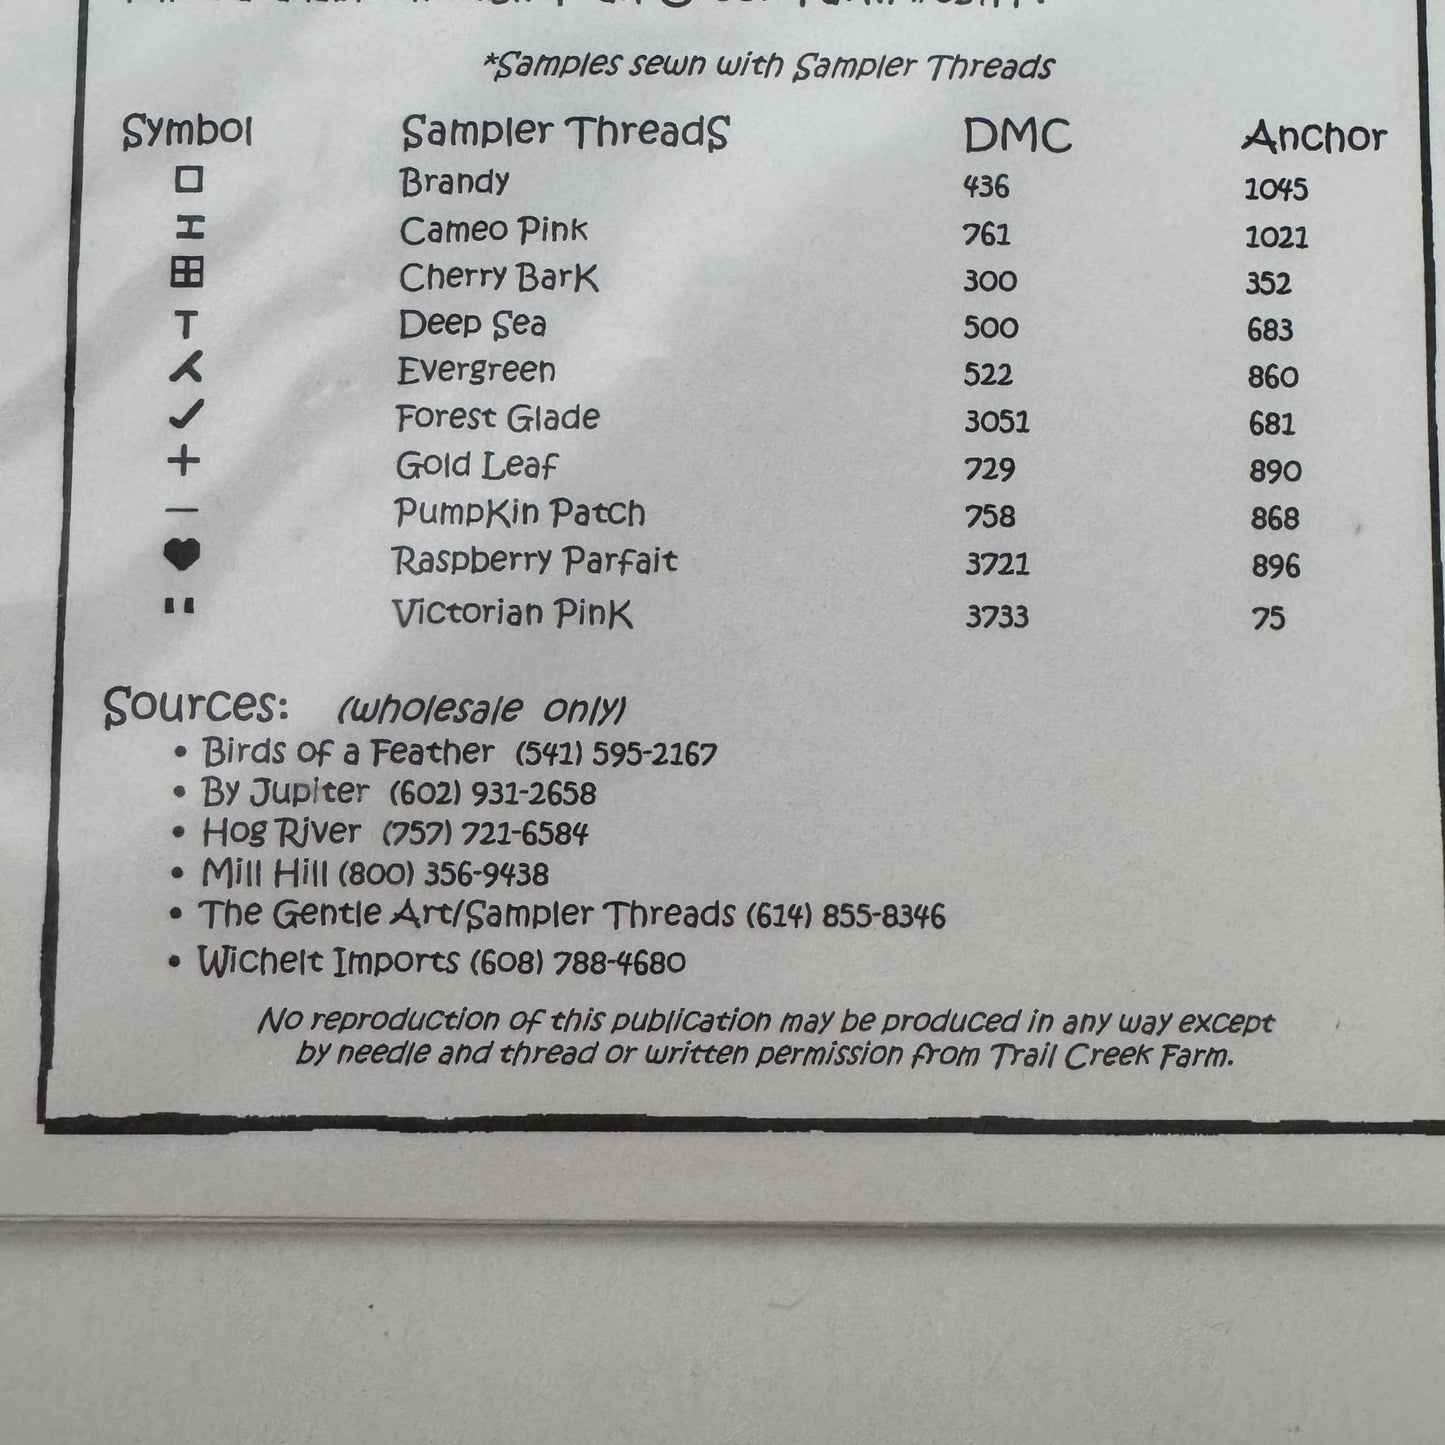 *Samples sewn with Sampler Threads
Symbol Sampler Threads DMC Anchor
Brandy 436 1045
Cameo Pink 761 1021
Cherry Bark 300 352
T Deep Sea 500 683
Evergreen 522 860
✓ Forest Glade 3051 681
+ Gold Leaf 729 890
— Pumpkin Patch 758 868
♥ Raspberry Parfait 3721 896
" Victorian Pink 3733 75
Sources: (wholesale only)
• Birds of a Feather (541) 595-2167
• By Jupiter (602) 931-2658
• Hog River (757) 721-6584
• Mill Hill (800) 356-9438
• The Gentle Art/Sampler Threads (614) 855-8346
• Wichelt Imports (608) 788-4680
No reproduction of this publication may be produced in any way except
by needle and thread or written permission from Trail Creek Farm.